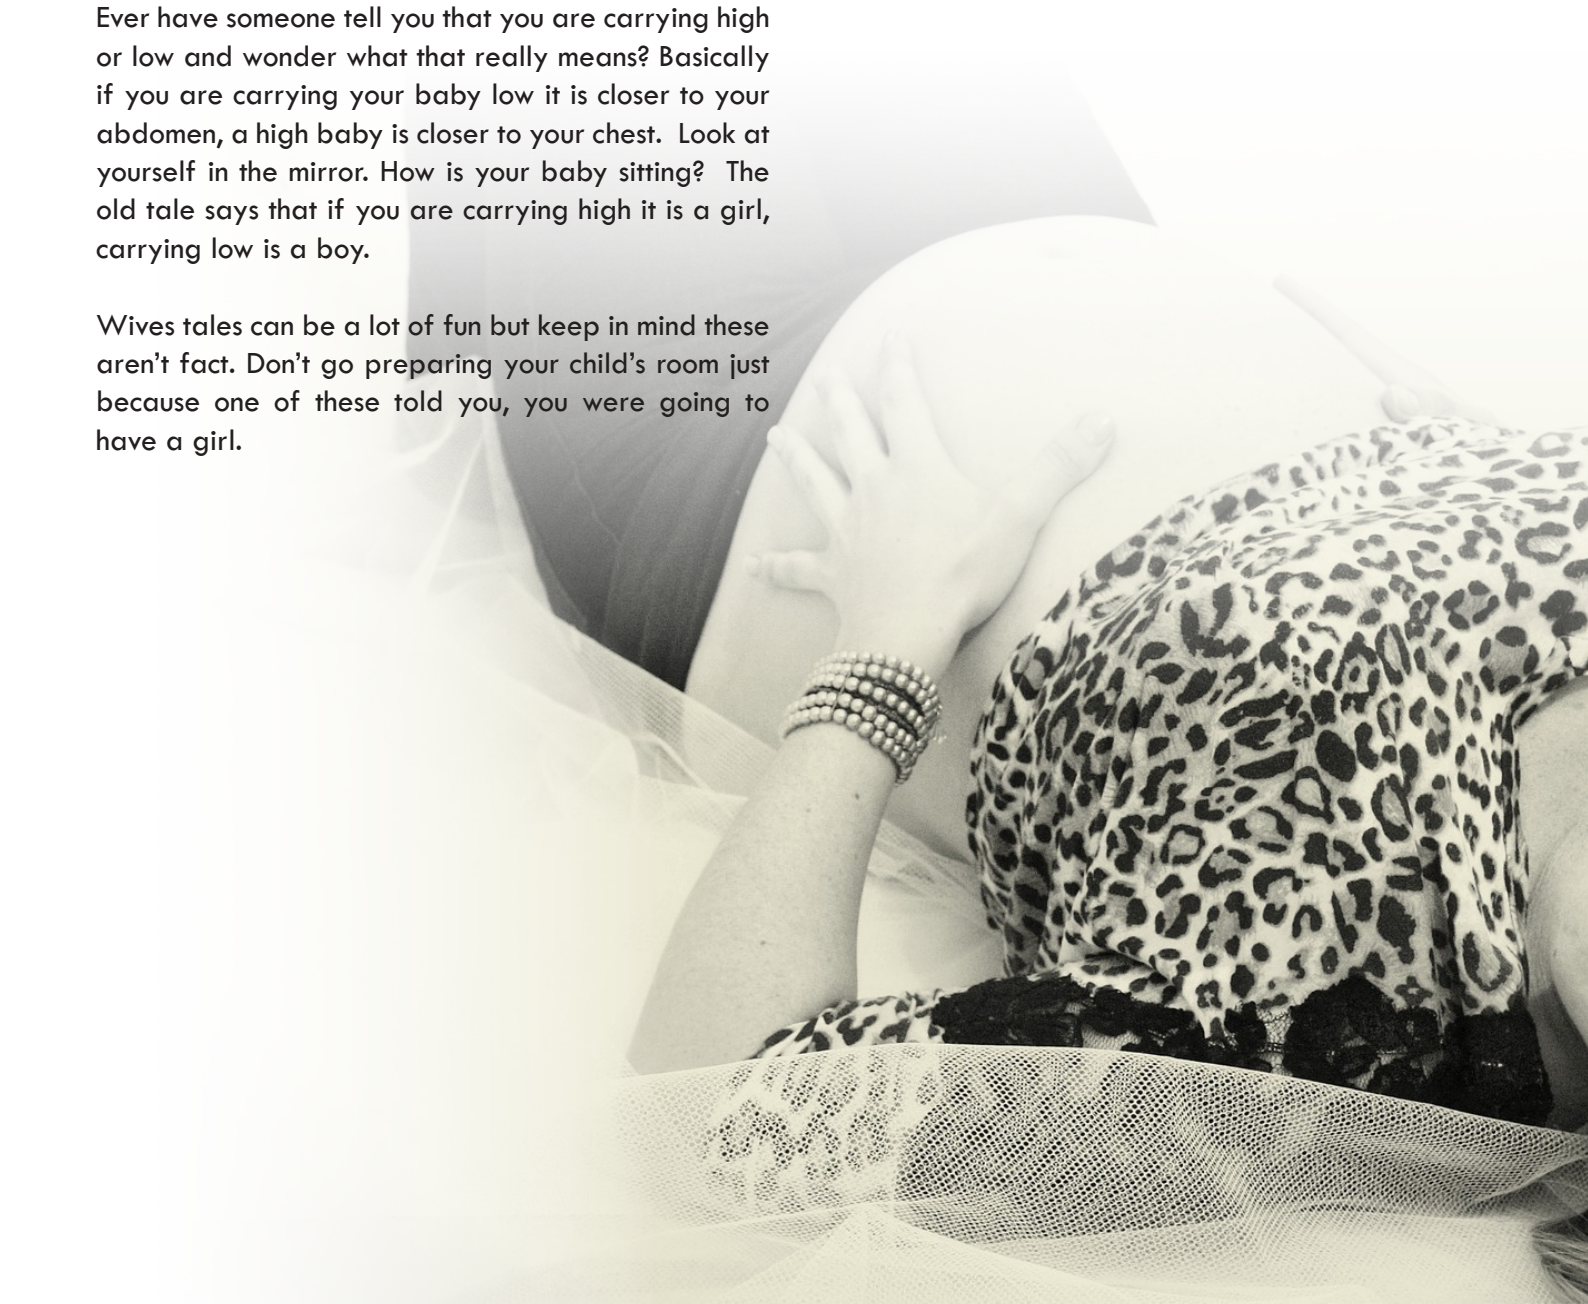 Ever have someone tell you that you are carrying high
or low and wonder what that really means? Basically
if you are carrying your baby low it is closer to your
abdomen, a high baby is closer to your chest.  Look at
yourself in the mirror. How is your baby sitting?  The
old tale says that if you are carrying high it is a girl,
carrying low is a boy.

Wives tales can be a lot of fun but keep in mind these
aren’t fact. Don’t go preparing your child’s room just
because one of these told you, you were going to
have a girl.